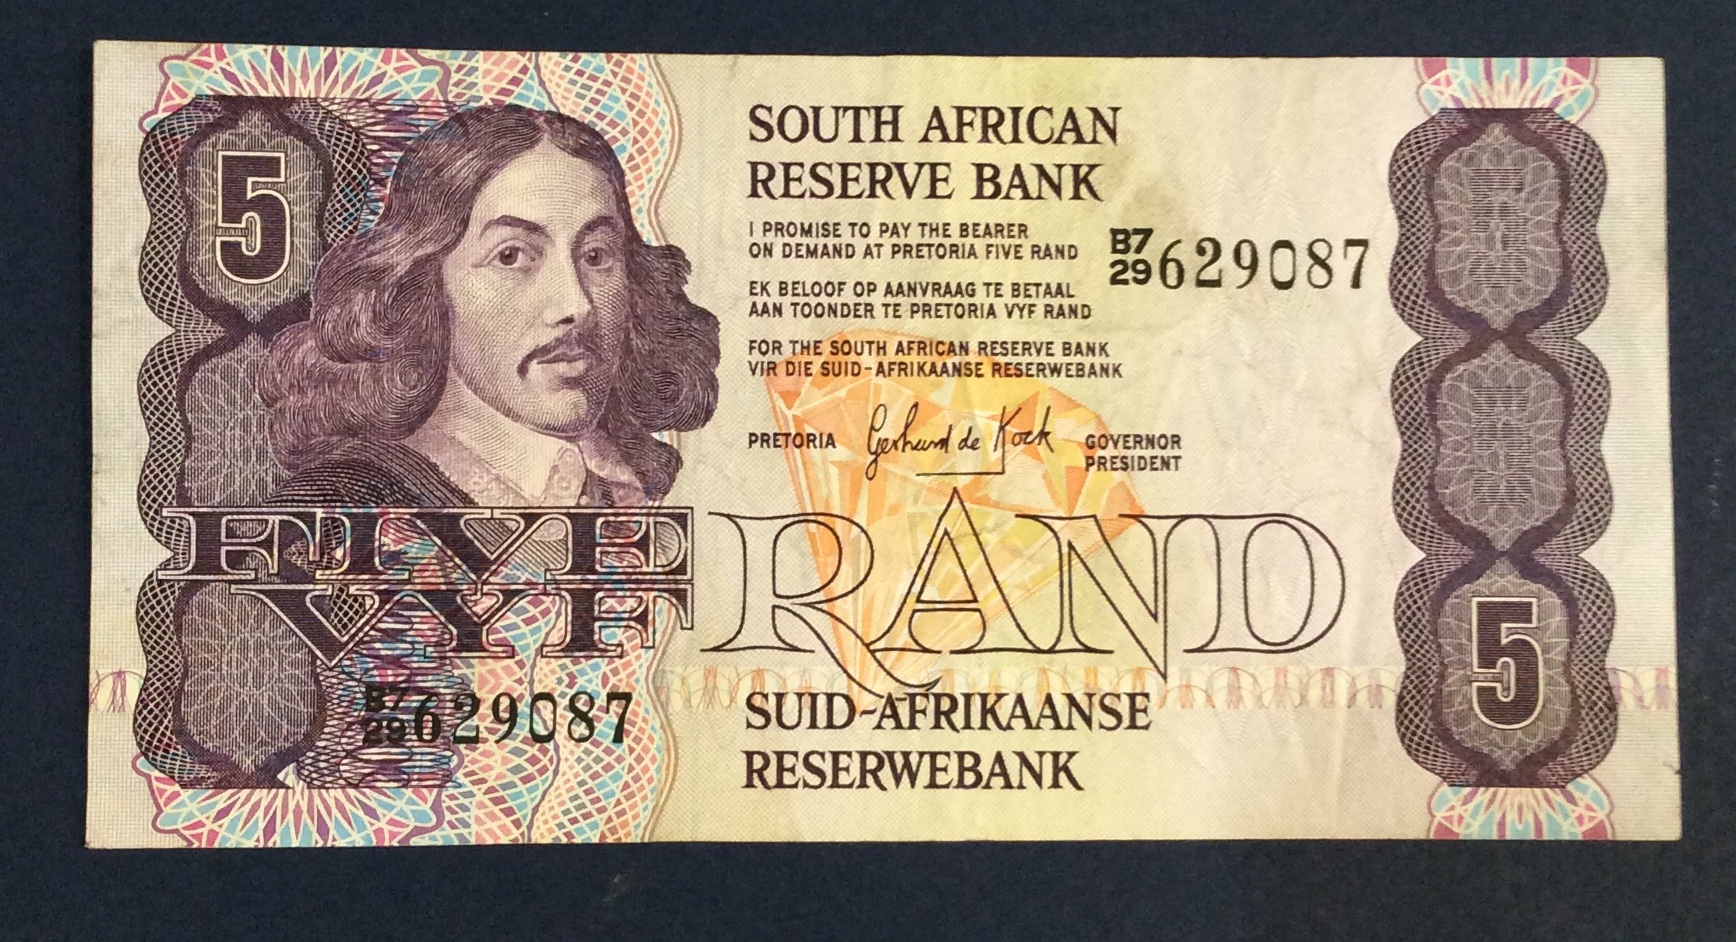 5
SOUTH AFRICAN
RESERVE BANK
I PROMISE TO PAY THE BEARER
ON DEMAND AT PRETORIA FIVE RAND
B7
29 629087
EK BELOOF OP AANVRAAG TE BETAAL
AAN TOONDER TE PRETORIA VYF RAND
FOR THE SOUTH AFRICAN RESERVE BANK
VIR DIE SUID-AFRIKAANSE RESERWEBANK
PRETORIA Gerhard de Kock GOVERNOR
PRESIDENT
FIVE
VYF RAND
B7
29 629087
SUID-AFRIKAANSE
RESERWEBANK
5